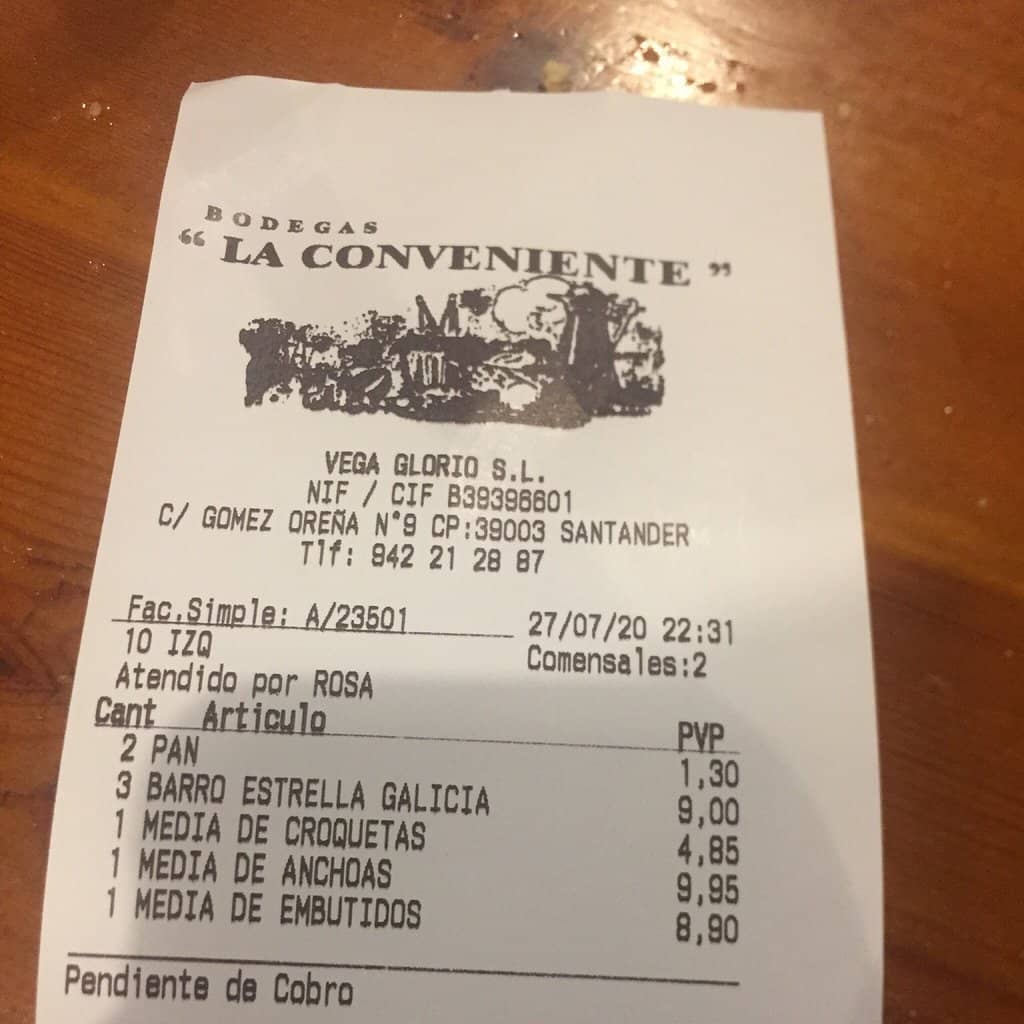 BODEGAS
“LA CONVENIENTE”
VEGA GLORIO S.L.
NIF / CIF B39396601
C/ GOMEZ OREÑA N°9 CP:39003 SANTANDER
Tlf: 942 21 28 87
Fac.Simple: A/23501 27/07/20 22:31
10 IZQ Comensales:2
Atendido por ROSA
Cant Articulo PVP
2 PAN 1,30
3 BARRO ESTRELLA GALICIA 9,00
1 MEDIA DE CROQUETAS 4,85
1 MEDIA DE ANCHOAS 9,95
1 MEDIA DE EMBUTIDOS 8,90
Pendiente de Cobro